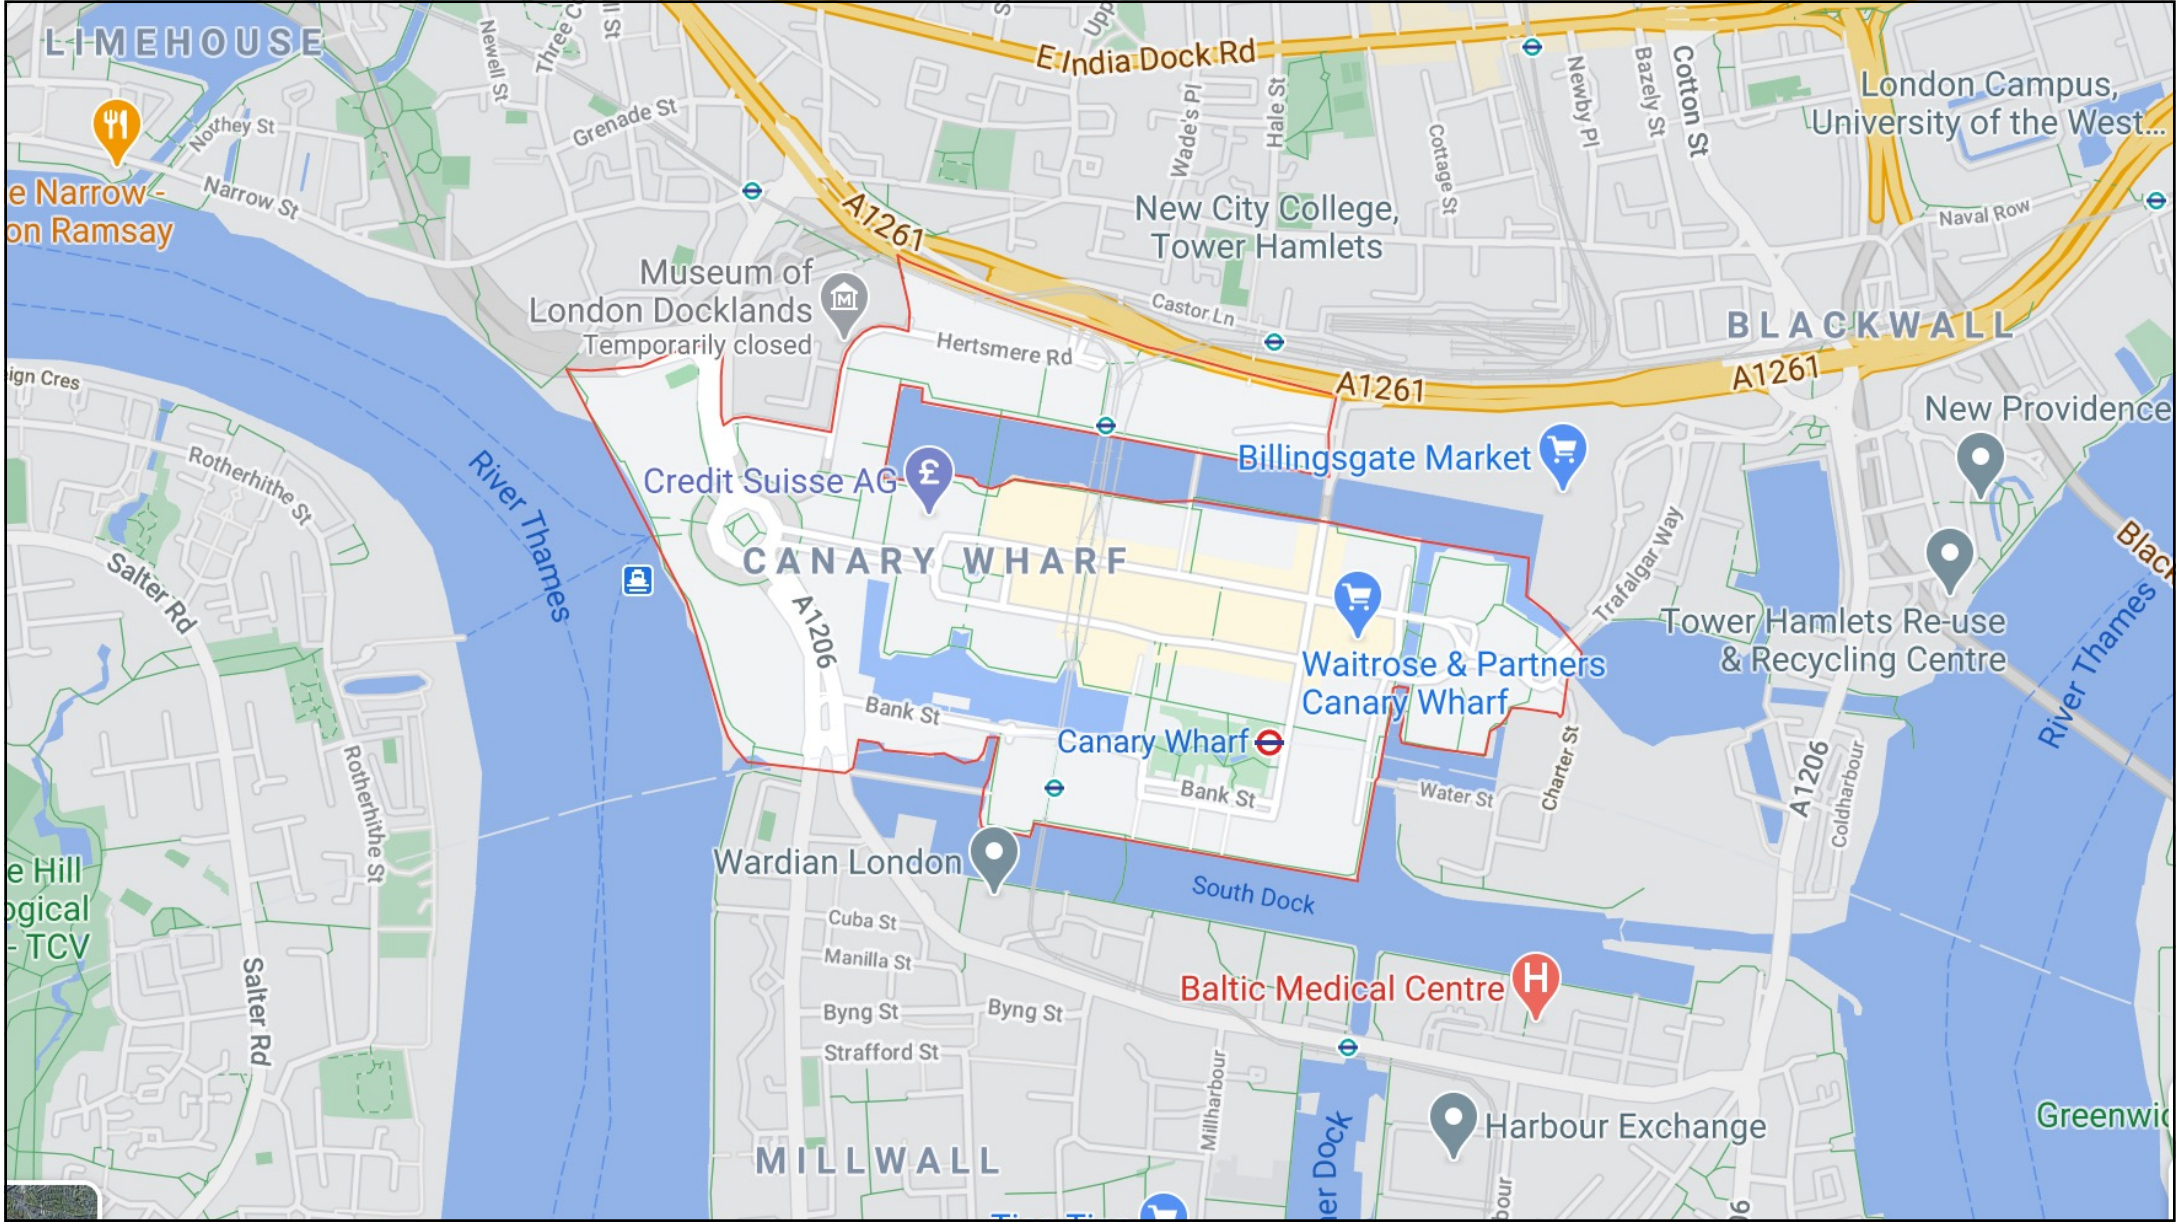 LIMEHOUSE
Newell St
E India Dock Rd
Grenade St
Wade's Pl
Hale St
Cottage St
Newby Pl
Bazely St
Cotton St
London Campus,
University of the West...
Northey St
Narrow St
e Narrow -
on Ramsay
A1261
New City College,
Tower Hamlets
Naval Row
Museum of
London Docklands
Temporarily closed
Castor Ln
BLACKWALL
Hertsmere Rd
A1261
A1261
eign Cres
New Providence
Rotherhithe St
River Thames
Credit Suisse AG
£
Billingsgate Market
Trafalgar Way
Black
CANARY WHARF
Salter Rd
A1206
Waitrose & Partners
Canary Wharf
Tower Hamlets Re-use
& Recycling Centre
River Thames
Bank St
Canary Wharf
Bank St
Water St
Charter St
A1206
Coldharbour
Rotherhithe St
e Hill
ogical
- TCV
Wardian London
South Dock
Cuba St
Manilla St
Byng St
Byng St
Strafford St
Salter Rd
Baltic Medical Centre
H
Millharbour
Harbour Exchange
Greenwic
MILLWALL
ner Dock
bour
06